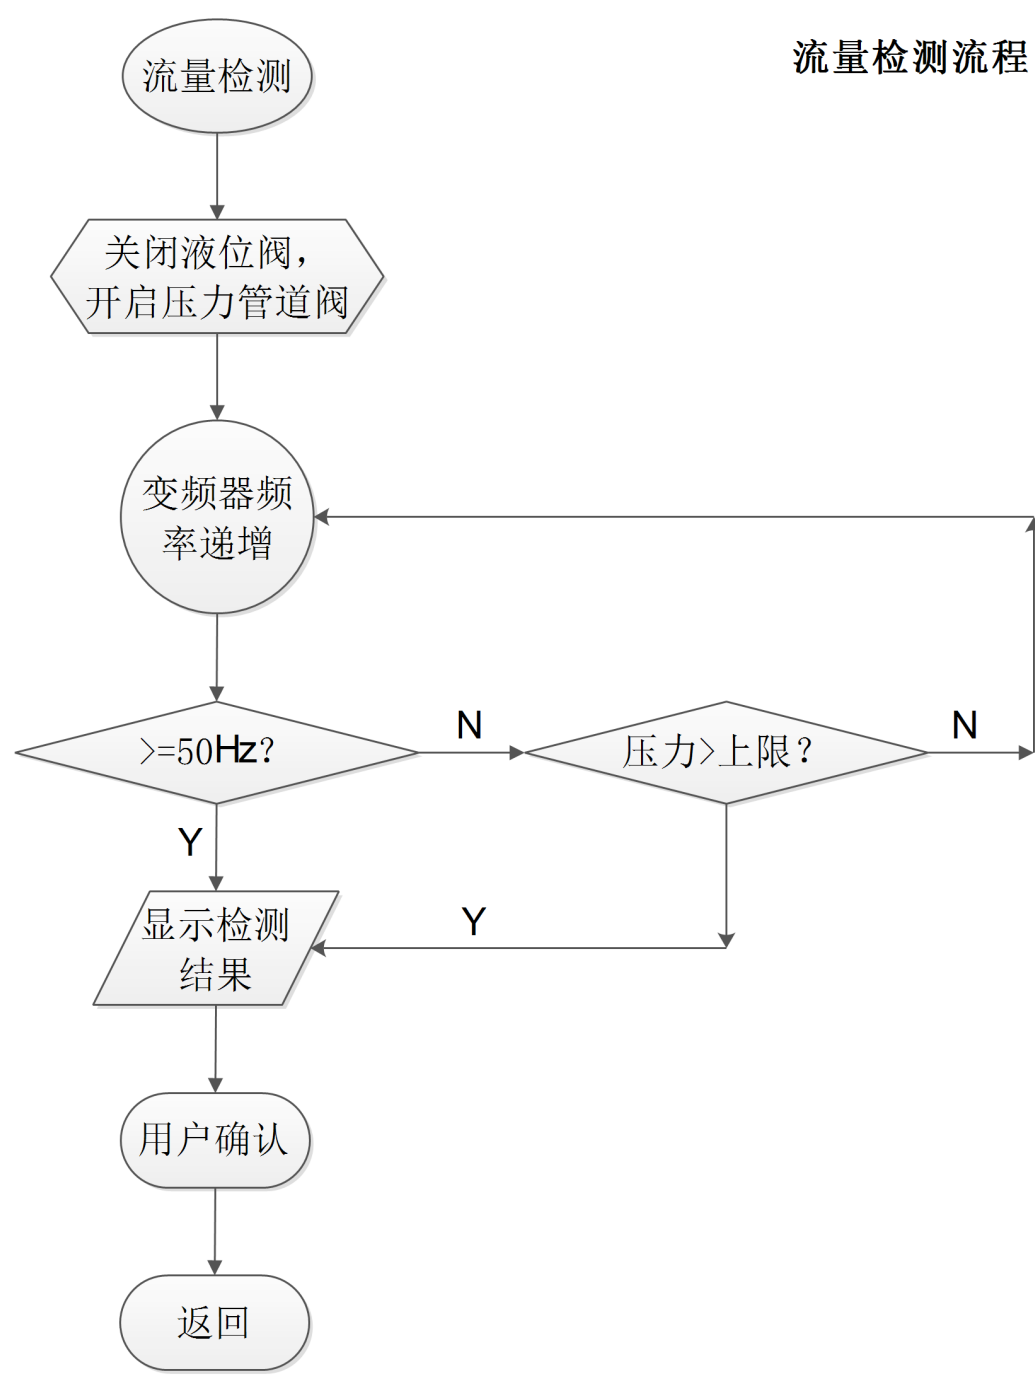 流量检测流程
流量检测
关闭液位阀，
开启压力管道阀
变频器频
率递增
>=50Hz?
N
压力>上限？
N
Y
显示检测
结果
Y
用户确认
返回